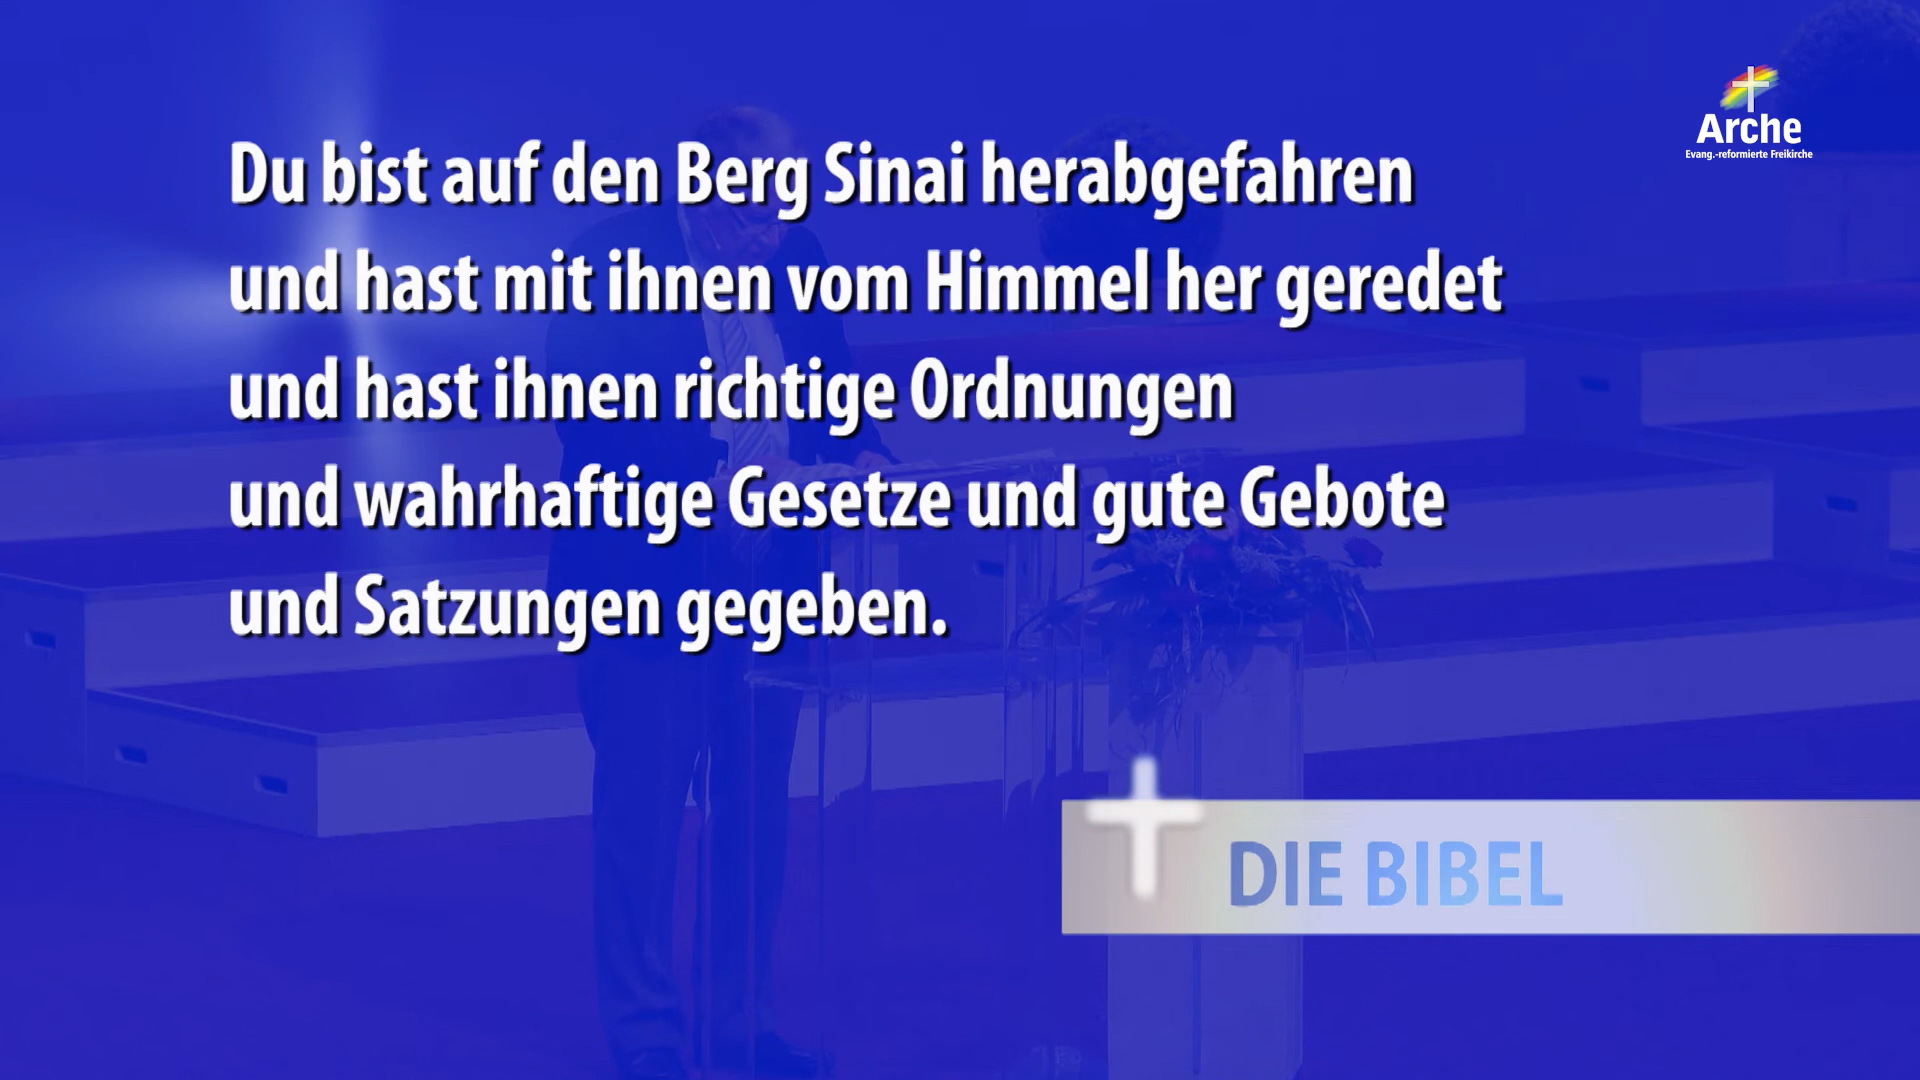 Arche
Evang.-reformierte Freikirche
Du bist auf den Berg Sinai herabgefahren
und hast mit ihnen vom Himmel her geredet
und hast ihnen richtige Ordnungen
und wahrhaftige Gesetze und gute Gebote
und Satzungen gegeben.
DIE BIBEL